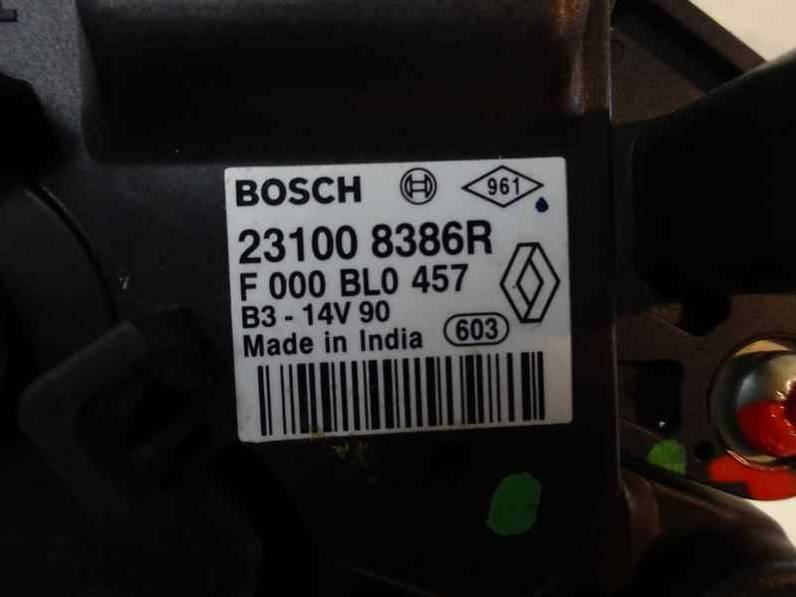 BOSCH 961
23100 8386R
F 000 BL0 457
B3 - 14V 90
Made in India 603